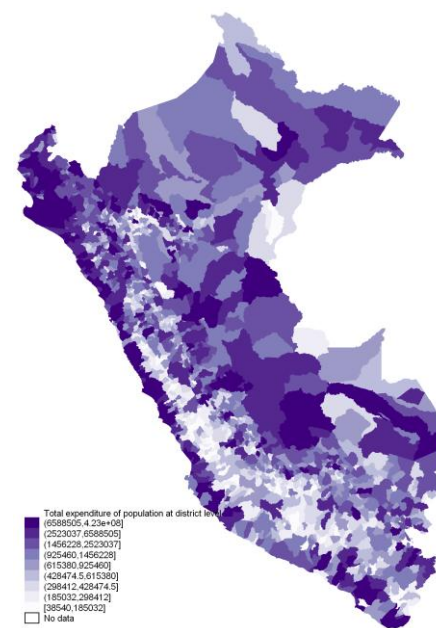 Total expenditure of population at district level
(6588505,4.23e+08]
(2523037,6588505]
(1456228,2523037]
(925460,1456228]
(615380,925460]
(428474.5,615380]
(298412,428474.5]
(185032,298412]
[38540,185032]
No data